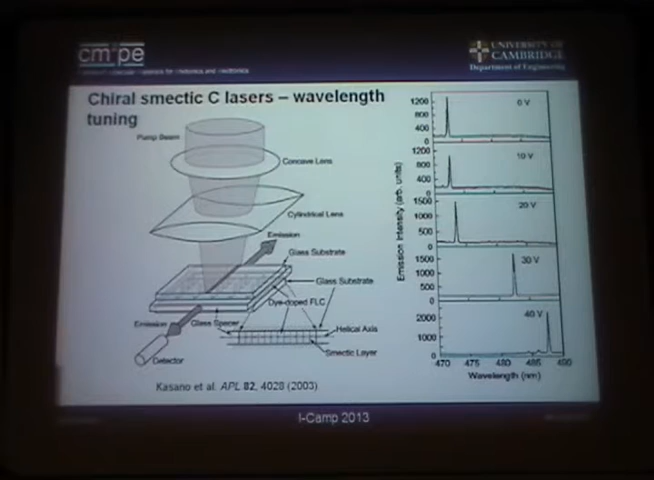 cm+pe
UNIVERSITY OF
CAMBRIDGE
Department of Engineering
Chiral smectic C lasers – wavelength
tuning
Pump Beam
Concave Lens
Cylindrical Lens
Emission
Glass Substrate
Glass Substrate
Dye-doped FLC
Emission
Glass Spacer
Helical Axis
Smectic Layer
Detector
Kasano et al. APL 82, 4028 (2003)
Emission Intensity (arb. units)
1200
800
400
0
0 V
1200
800
400
0
10 V
1500
1000
500
0
20 V
1500
1000
500
0
30 V
2000
1000
0
40 V
470 475 480 485 490
Wavelength (nm)
I-Camp 2013